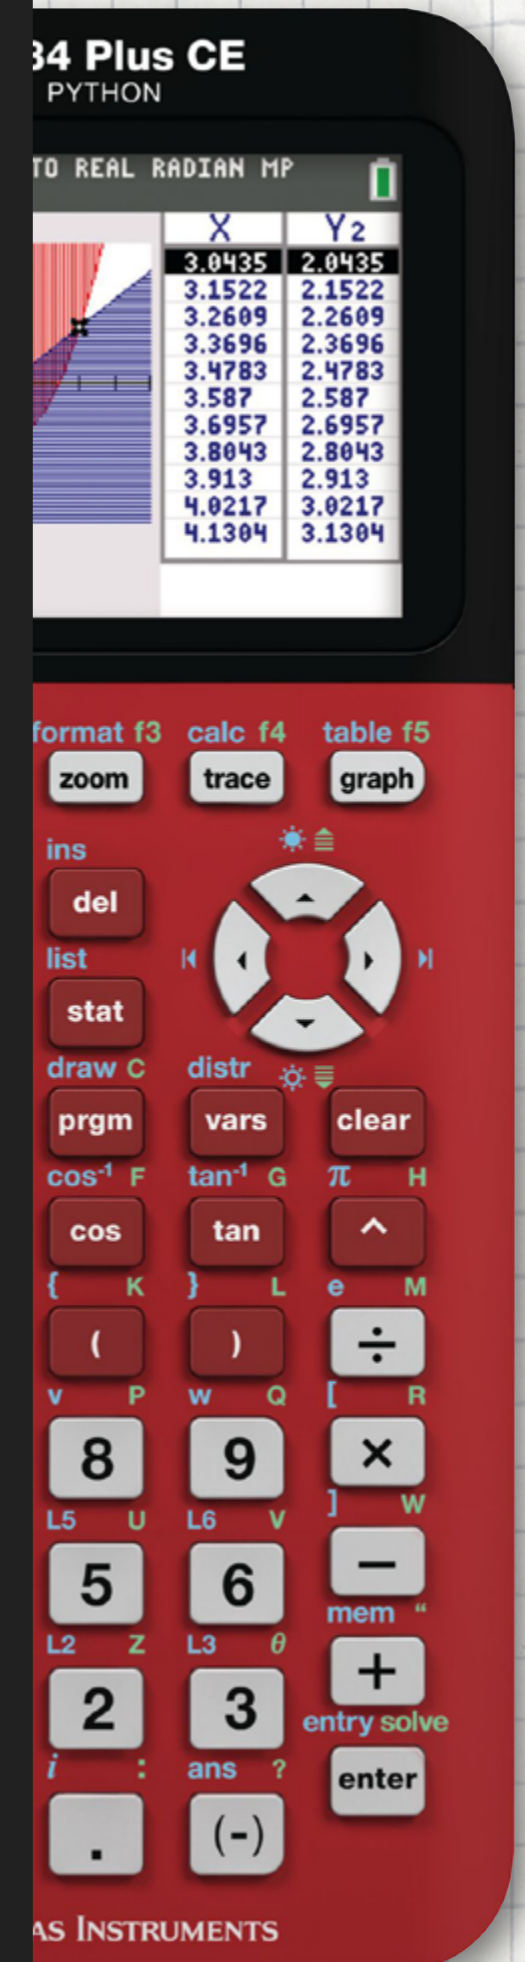 84 Plus CE
PYTHON
TO REAL RADIAN MP
X Y2
3.0435 2.0435
3.1522 2.1522
3.2609 2.2609
3.3696 2.3696
3.4783 2.4783
3.587 2.587
3.6957 2.6957
3.8043 2.8043
3.913 2.913
4.0217 3.0217
4.1304 3.1304
format f3 calc f4 table f5
zoom trace graph
ins
del
list
stat
draw C distr
prgm vars clear
cos-1 F tan-1 G π H
cos tan ^
{ K } L e M
( ) ÷
v P w Q [ R
8 9 ×
L5 U L6 V ] W
5 6 −
mem “
L2 Z L3 θ
2 3 +
entry solve
i : ans ?
enter
. (-)
AS INSTRUMENTS